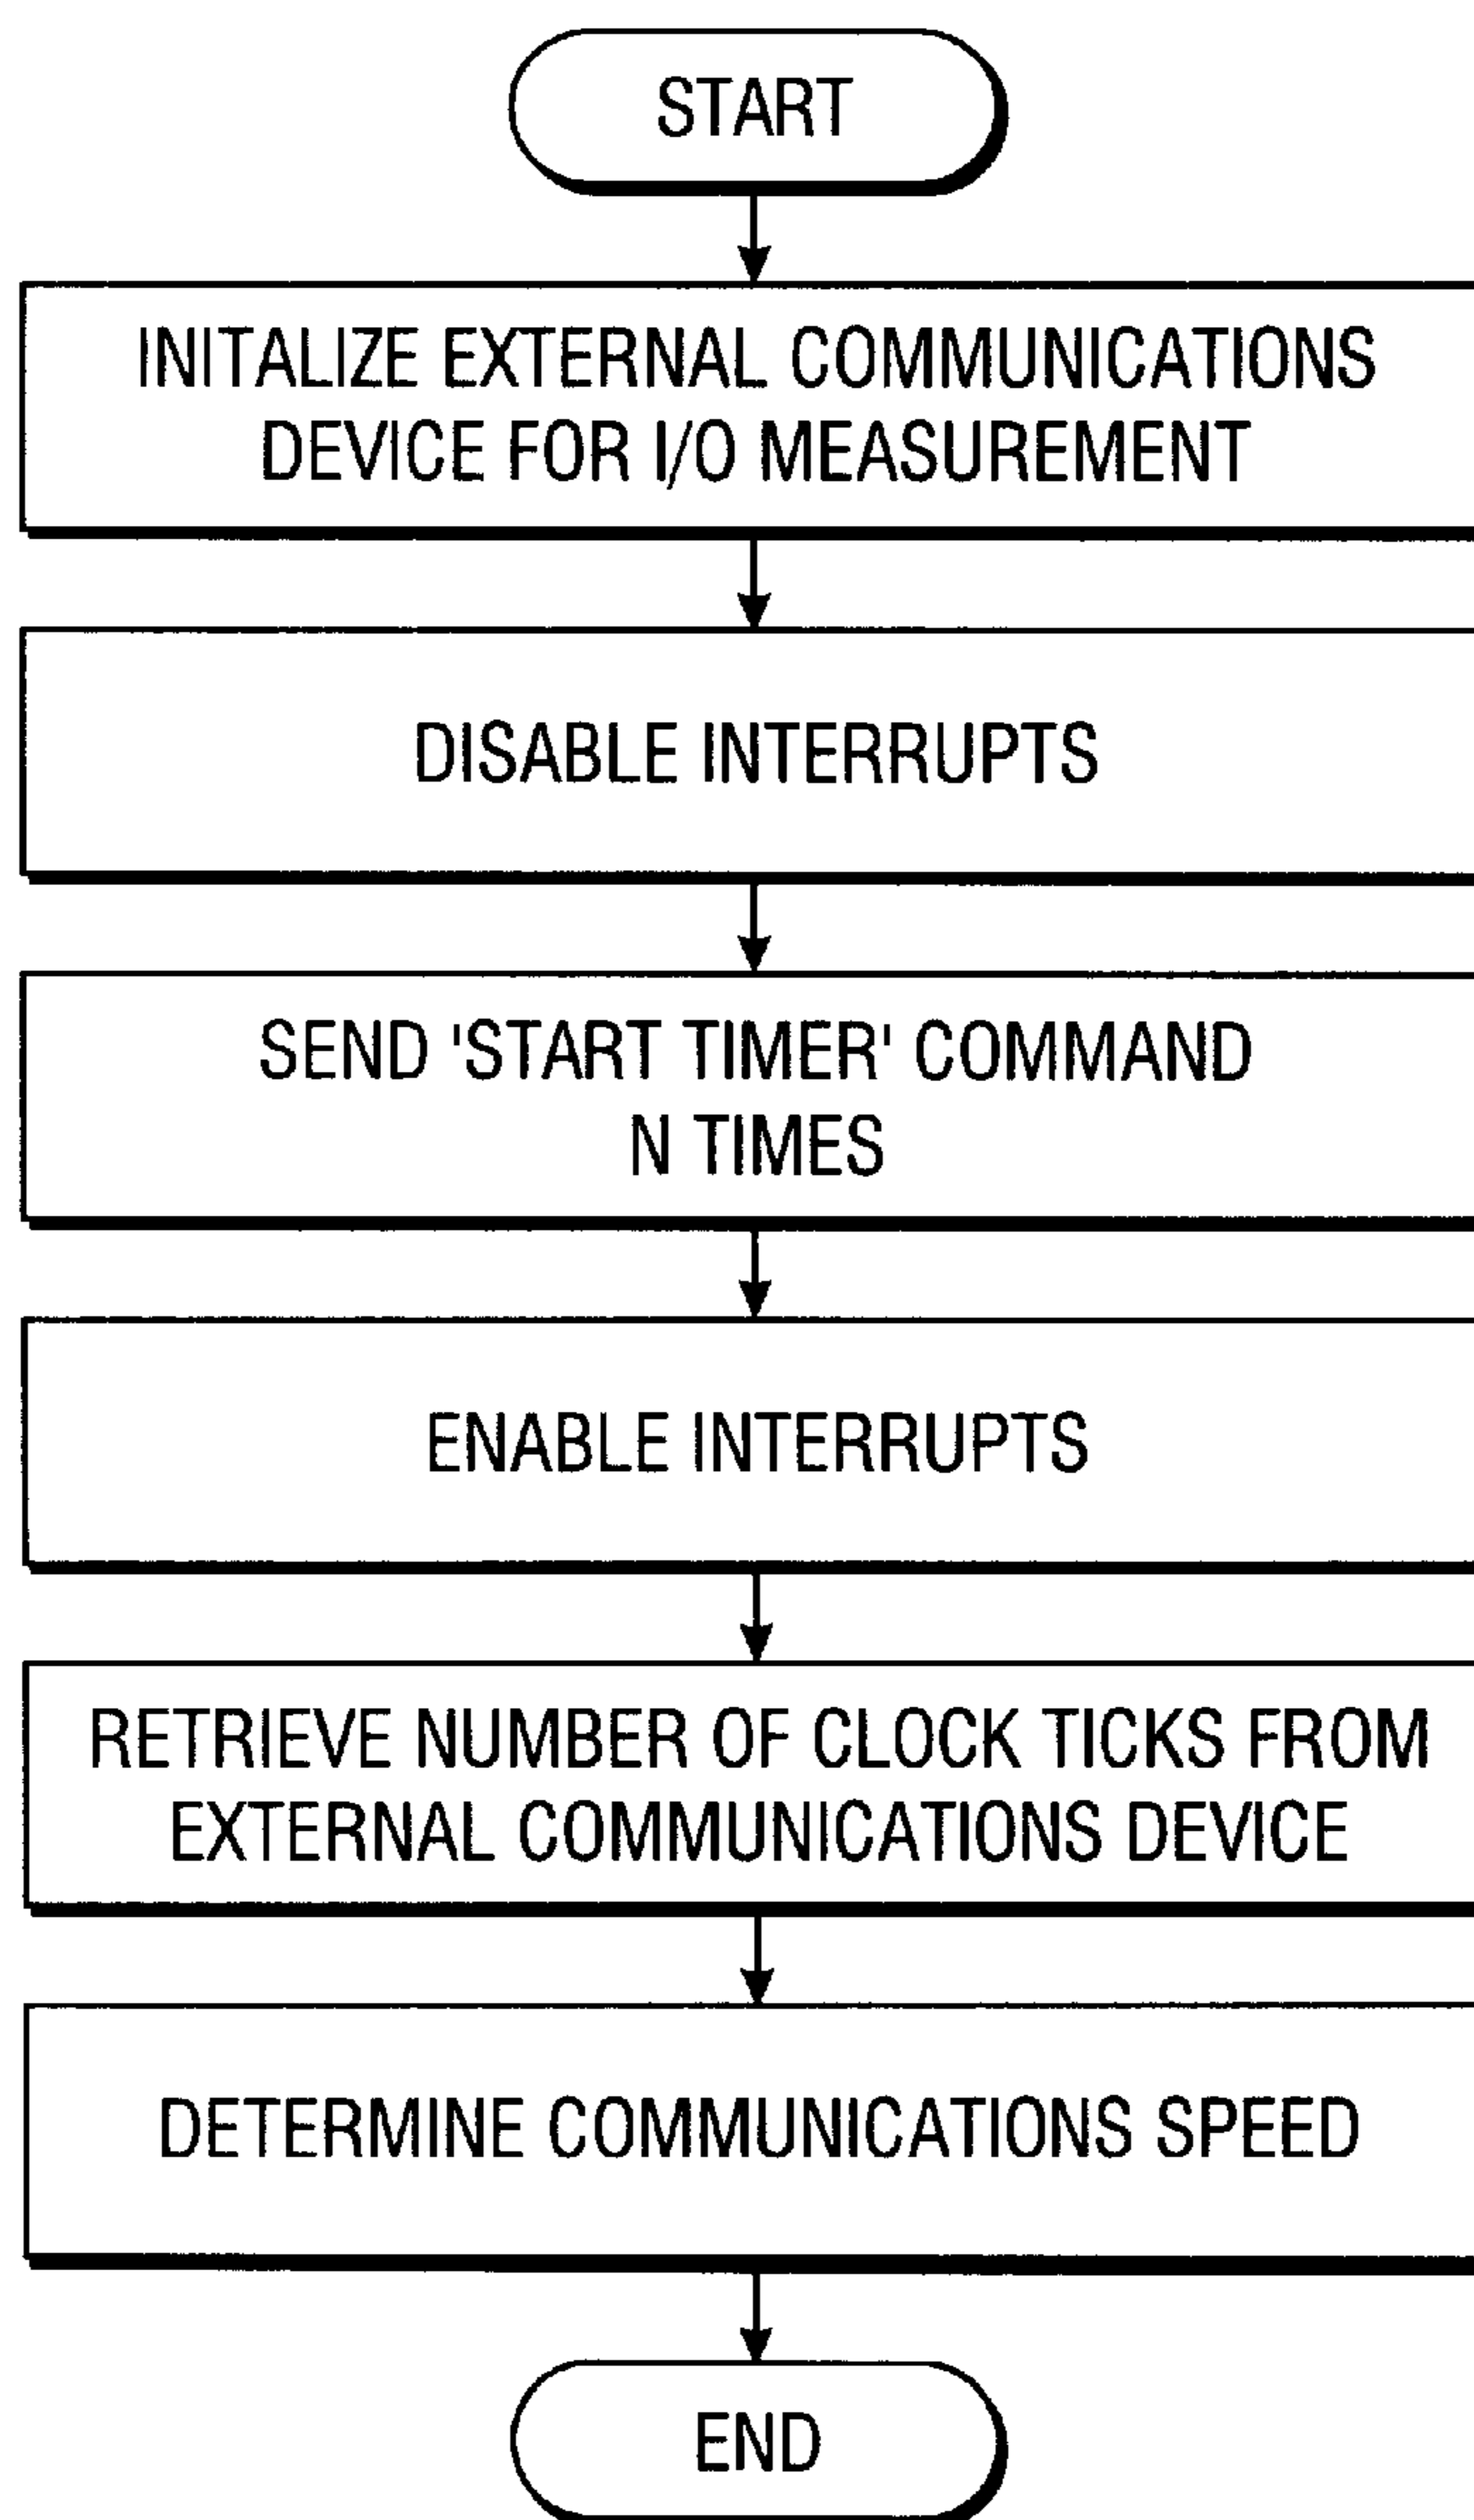 START
INITALIZE EXTERNAL COMMUNICATIONS
DEVICE FOR I/O MEASUREMENT
DISABLE INTERRUPTS
SEND 'START TIMER' COMMAND
N TIMES
ENABLE INTERRUPTS
RETRIEVE NUMBER OF CLOCK TICKS FROM
EXTERNAL COMMUNICATIONS DEVICE
DETERMINE COMMUNICATIONS SPEED
END